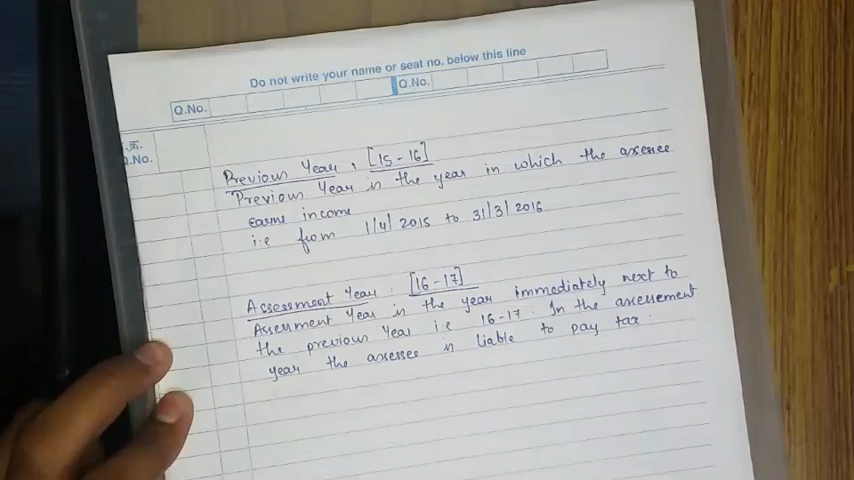 Do not write your name or seat no. below this line
Q.No.
Q.No.
.क्र.
Q.No.
Previous Year : [15-16]
Previous Year is the year in which the assesee
earns income
i.e from 1/4/2015 to 31/3/2016
Assessment Year : [16-17]
Assessment Year is the year immediately next to
the previous Year i.e 16-17. In the assessement
year the assessee is liable to pay tax.